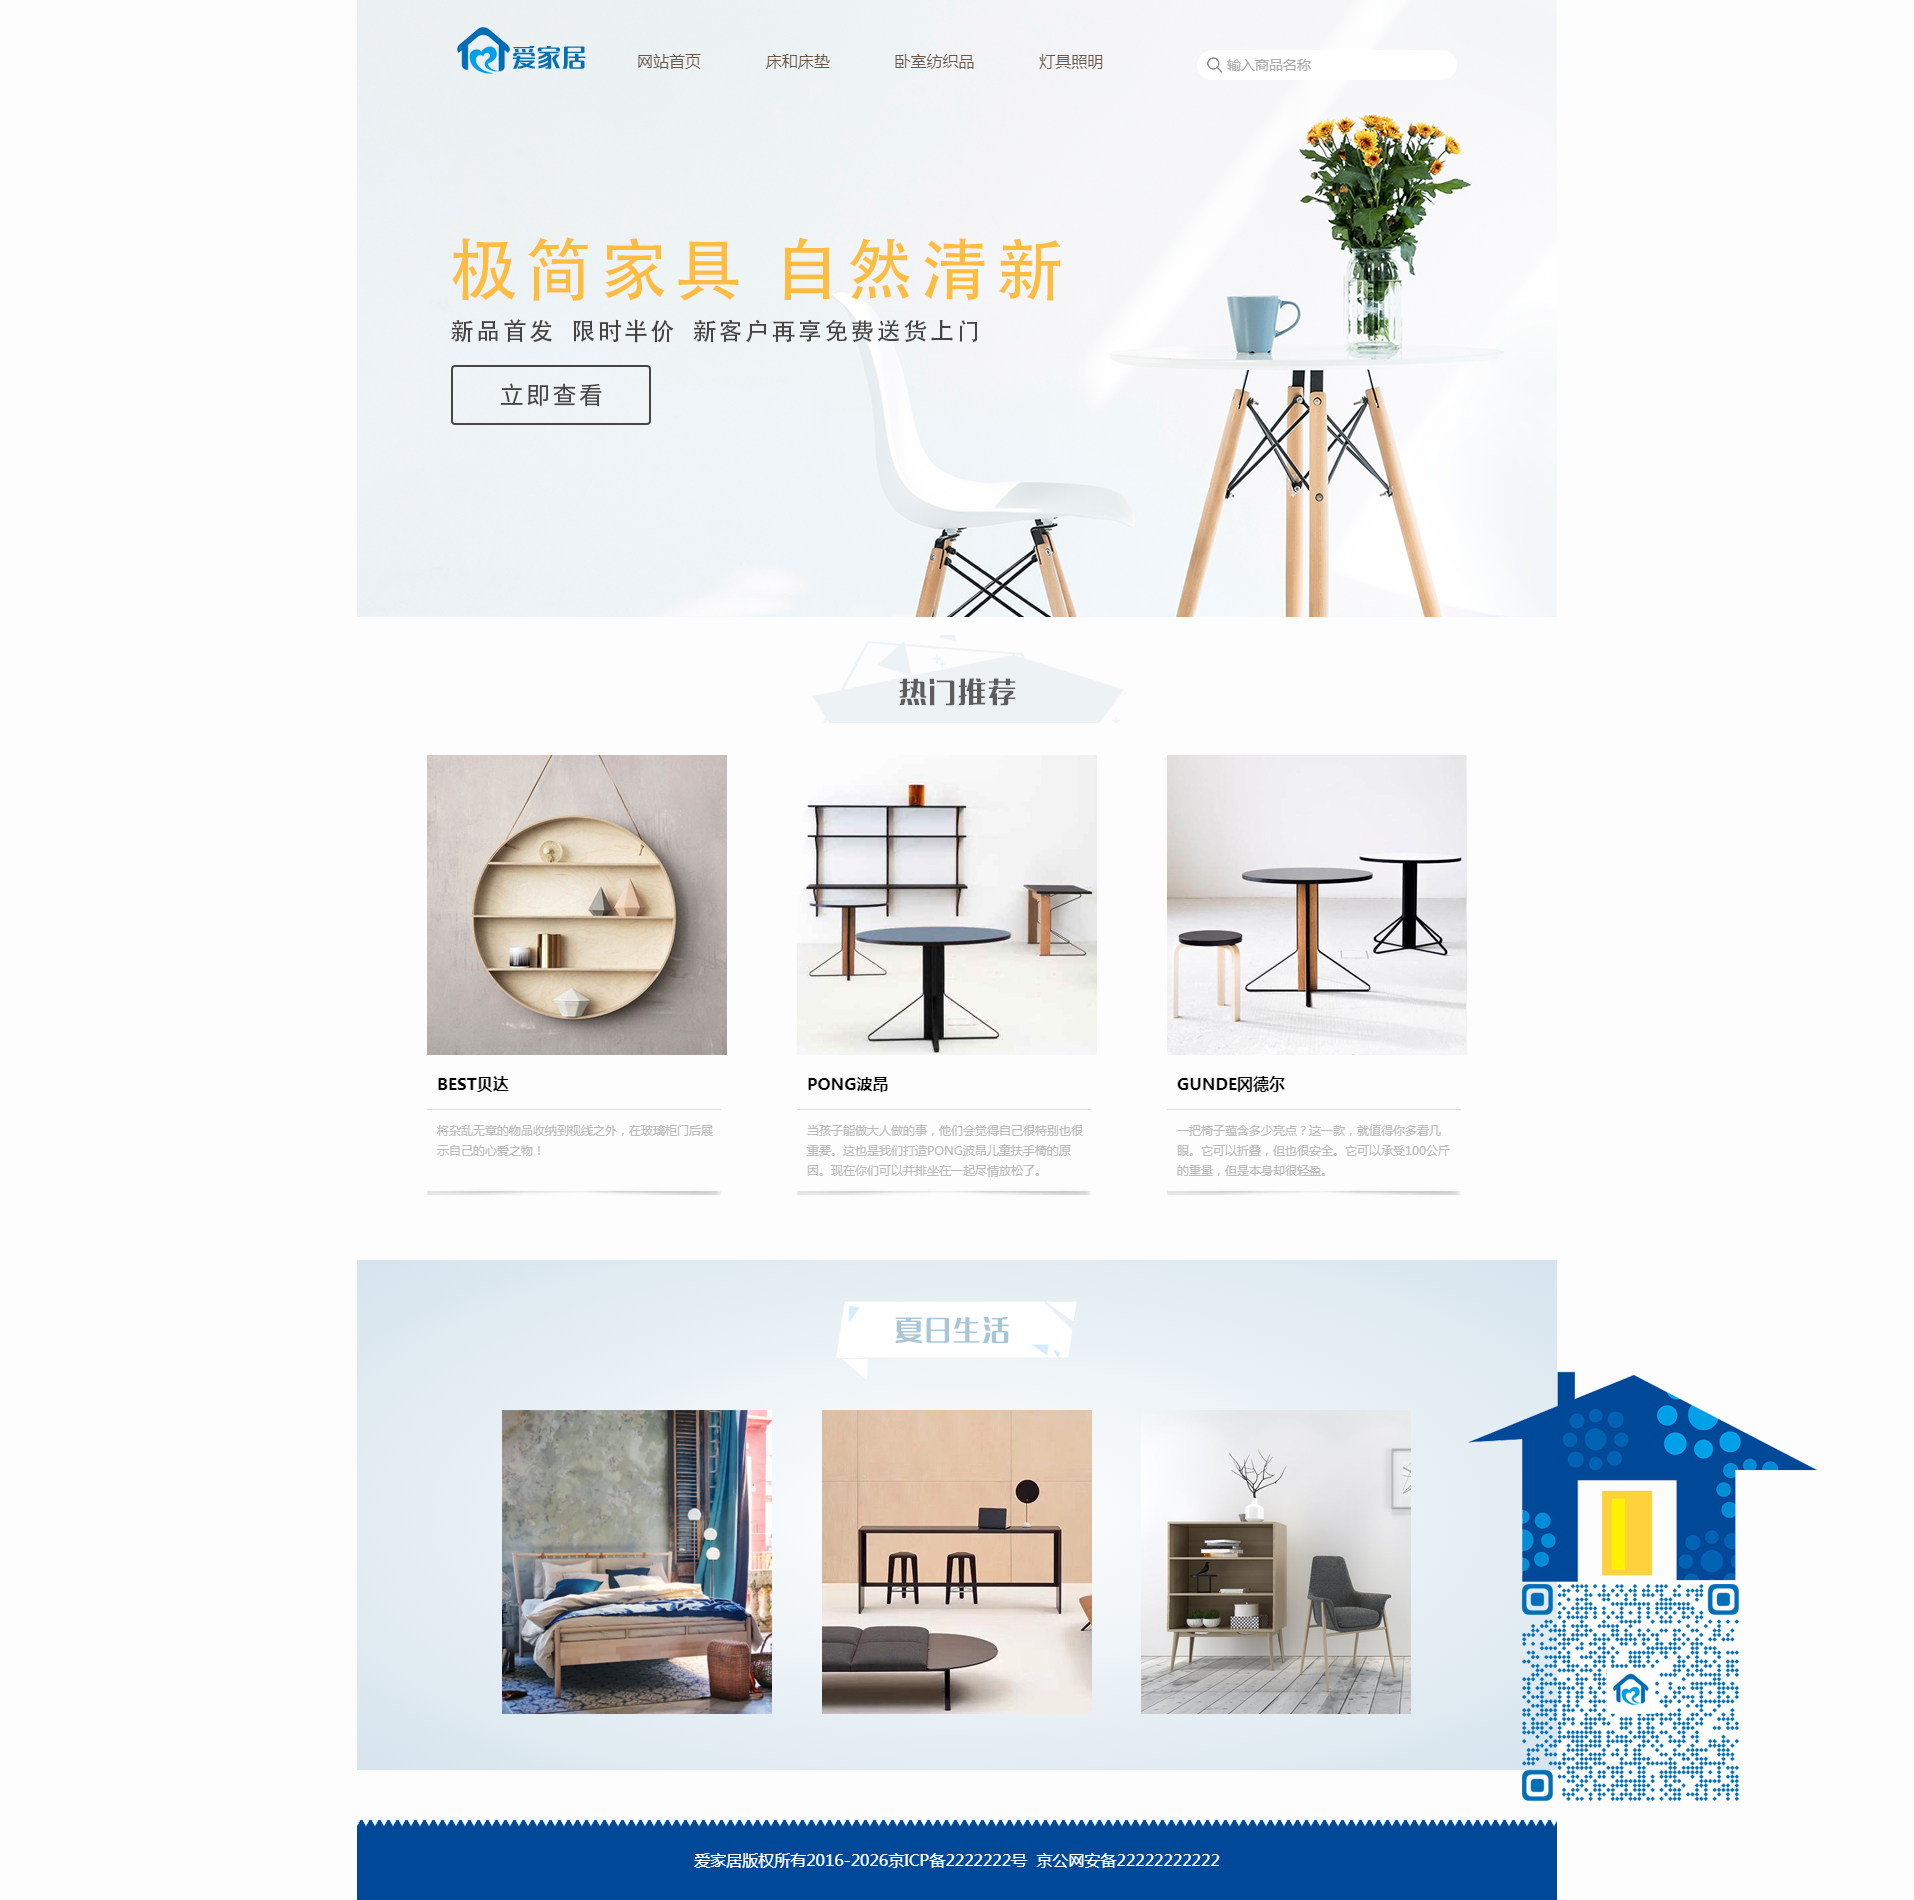 爱家居
网站首页
床和床垫
卧室纺织品
灯具照明
输入商品名称
极简家具 自然清新
新品首发 限时半价 新客户再享免费送货上门
立即查看
热门推荐
BEST贝达
将杂乱无章的物品收纳到视线之外，在玻璃柜门后展
示自己的心爱之物！
PONG波昂
当孩子能做大人做的事，他们会觉得自己很特别也很
重要。这也是我们打造PONG波昂儿童扶手椅的原
因。现在你们可以并排坐在一起尽情放松了。
GUNDE冈德尔
一把椅子蕴含多少亮点？这一款，就值得你多看几
眼。它可以折叠，但也很安全。它可以承受100公斤
的重量，但是本身却很轻盈。
夏日生活
爱家居版权所有2016-2026京ICP备2222222号 京公网安备22222222222